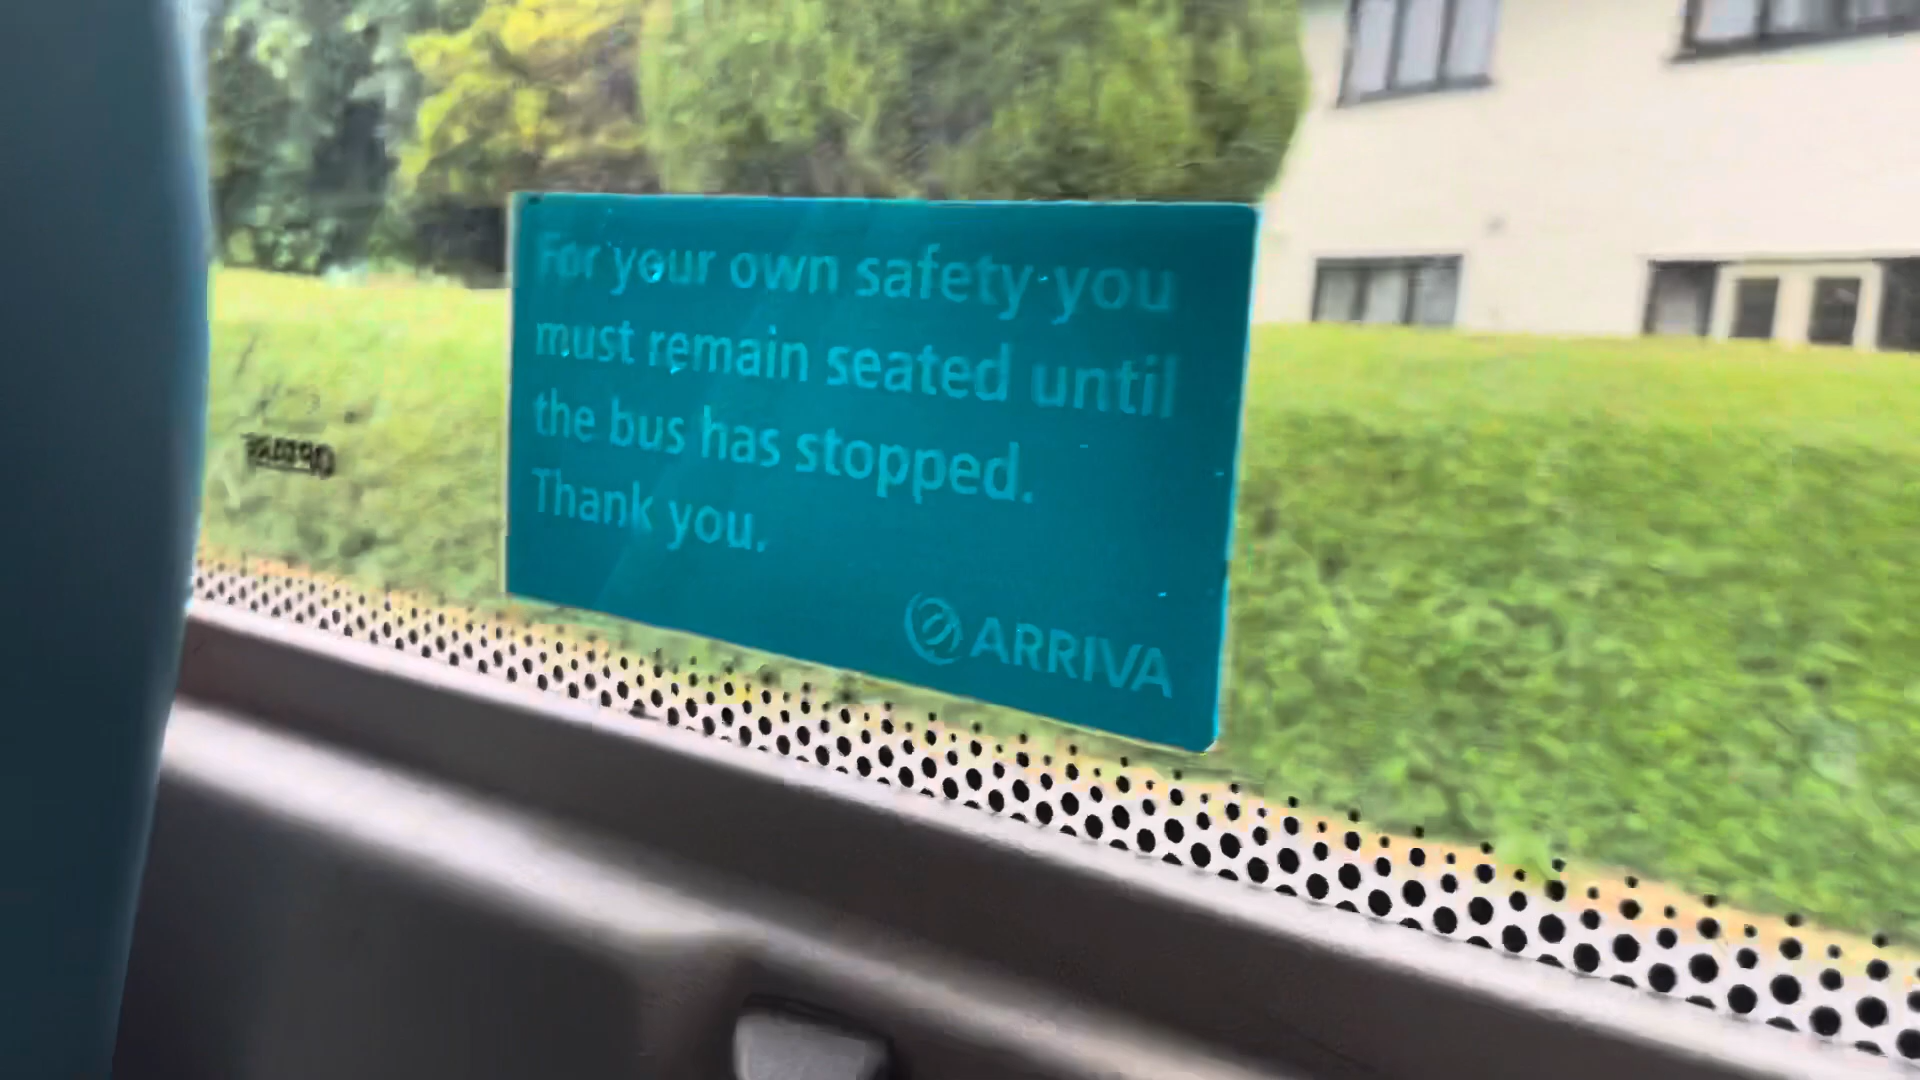 For your own safety you
must remain seated until
the bus has stopped.
Thank you.
ARRIVA